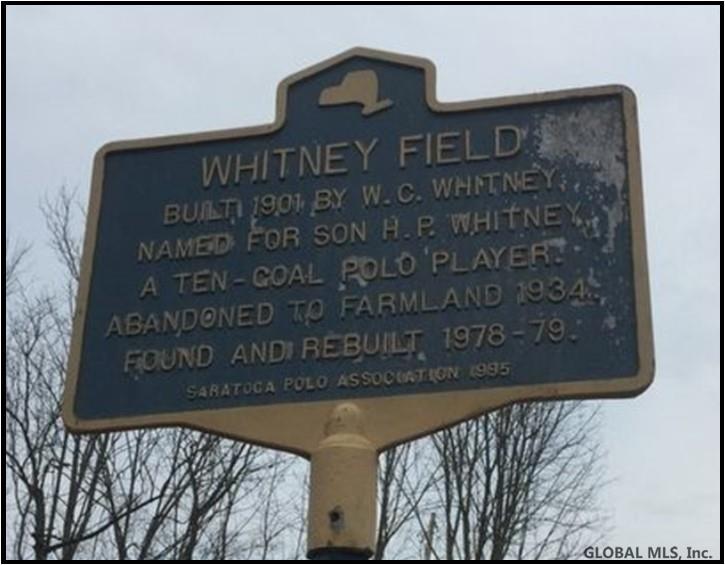 WHITNEY FIELD
BUILT 1901 BY W. C. WHITNEY,
NAMED FOR SON H. P. WHITNEY,
A TEN-GOAL POLO PLAYER.
ABANDONED TO FARMLAND 1934.
FOUND AND REBUILT 1978-79.
SARATOGA POLO ASSOCIATION 1995
GLOBAL MLS, Inc.